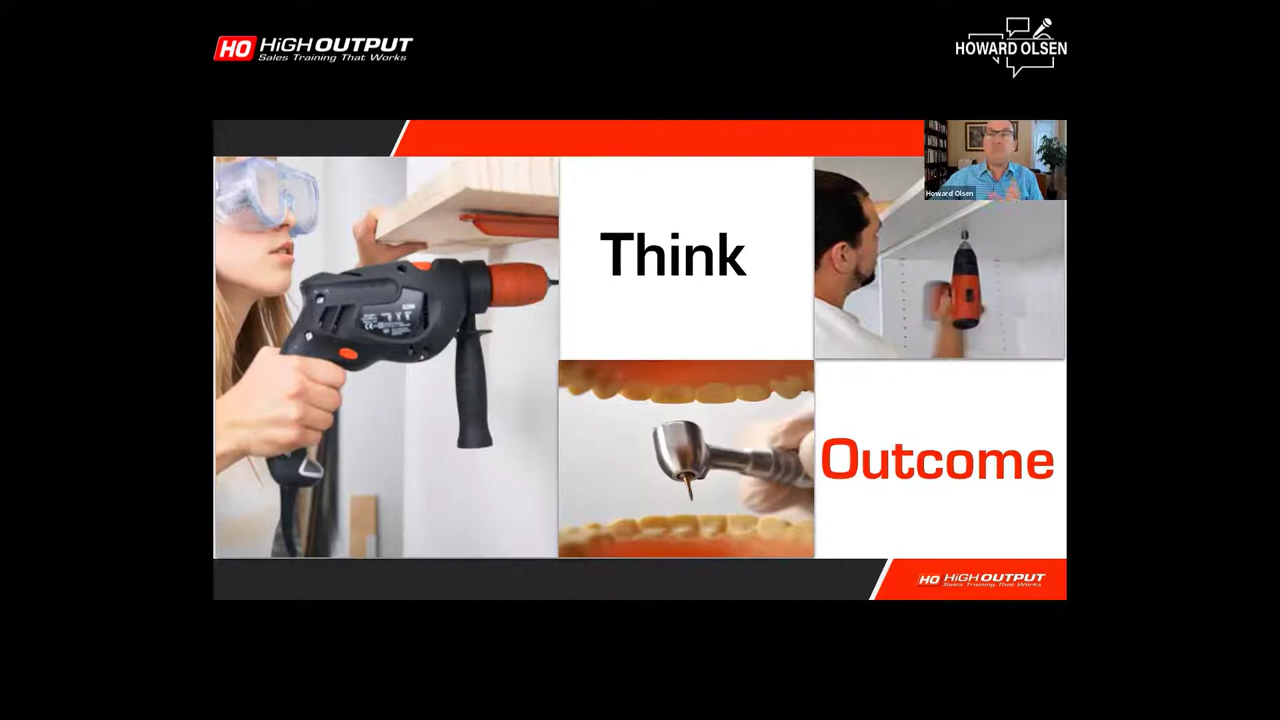 HO HiGH OUTPUT
Sales Training That Works
HOWARD OLSEN
Howard Olsen
Think
Outcome
HO HiGH OUTPUT
Sales Training That Works